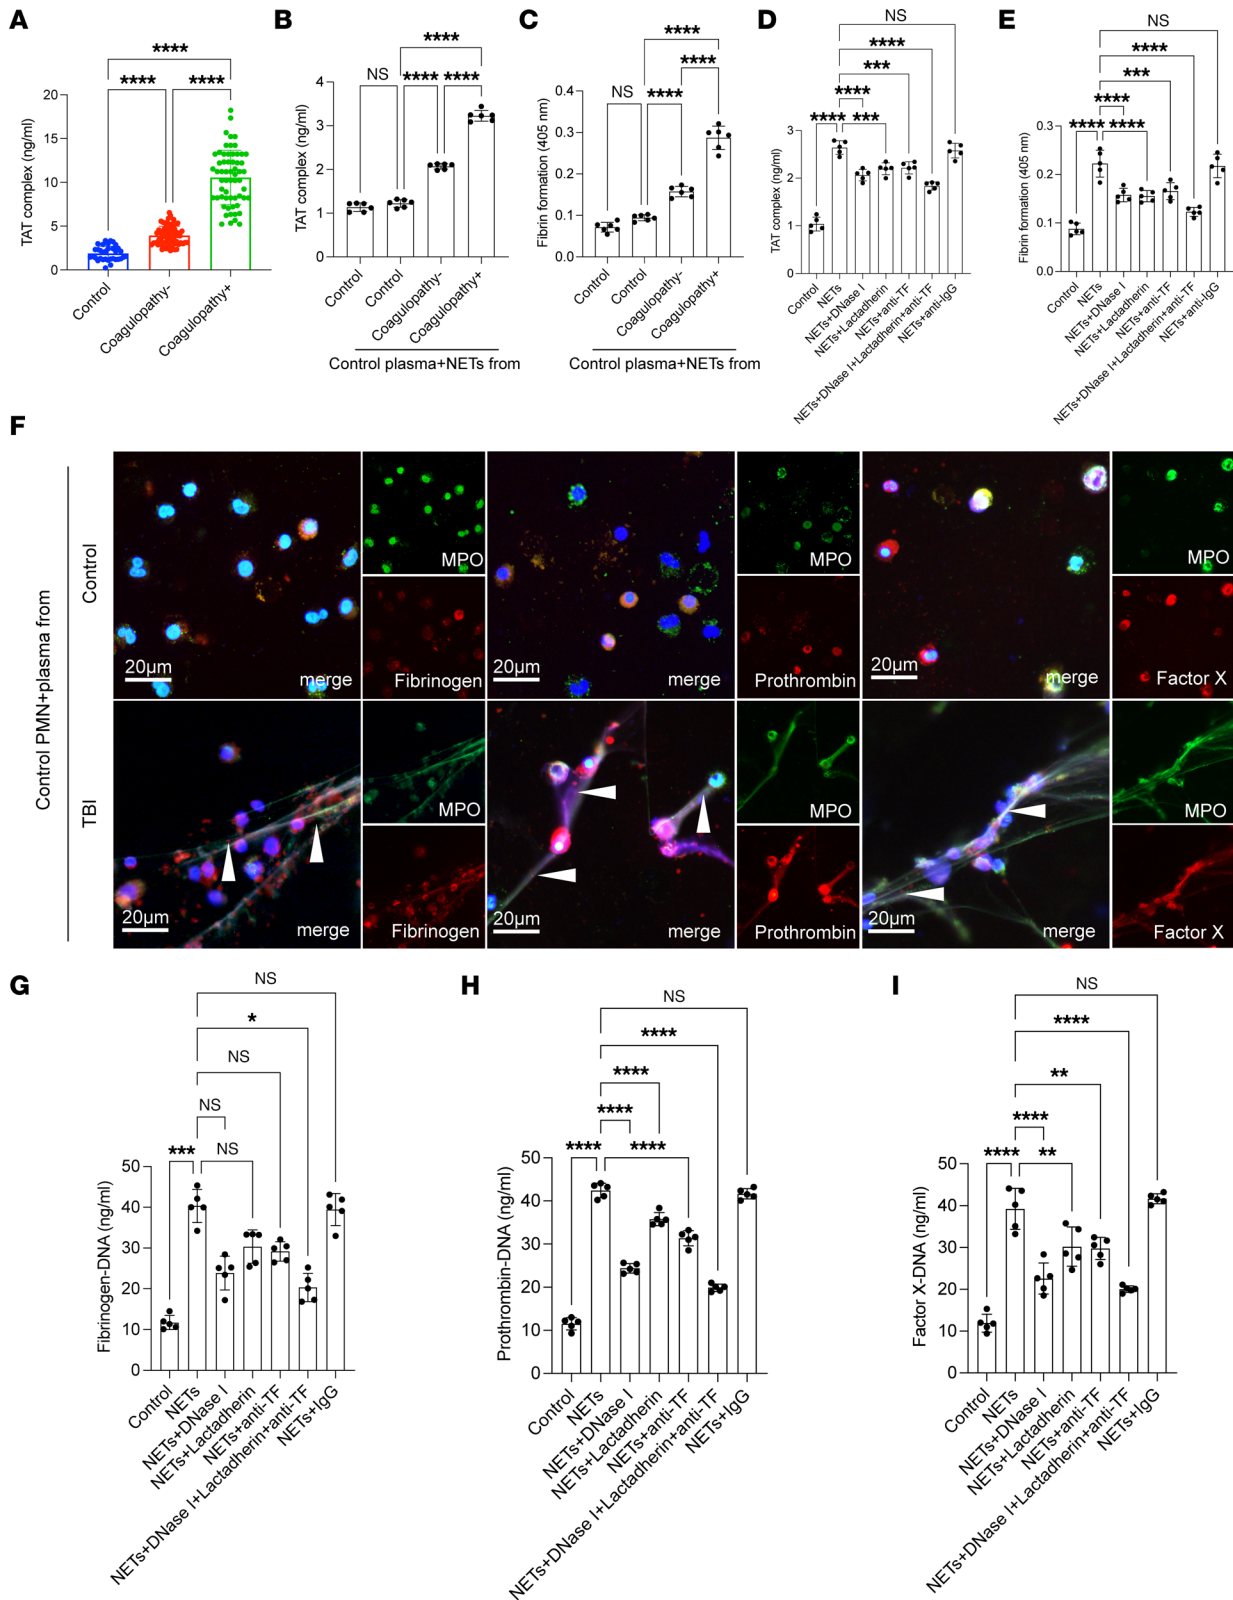 A
TAT complex (ng/ml)
20
15
10
5
0
****
****
****
Control
Coagulopathy-
Coagulopathy+
B
TAT complex (ng/ml)
4
3
2
1
0
****
NS
****
****
Control
Control
Coagulopathy-
Coagulopathy+
Control plasma+NETs from
C
Fibrin formation (405 nm)
0.4
0.3
0.2
0.1
0.0
****
****
NS
****
Control
Control
Coagulopathy-
Coagulopathy+
Control plasma+NETs from
D
TAT complex (ng/ml)
3
2
1
0
NS
****
***
****
****
***
Control
NETs
NETs+DNase I
NETs+Lactadherin
NETs+anti-TF
NETs+DNase I+Lactadherin+anti-TF
NETs+anti-IgG
E
Fibrin formation (405 nm)
0.3
0.2
0.1
0.0
NS
****
***
****
****
****
Control
NETs
NETs+DNase I
NETs+Lactadherin
NETs+anti-TF
NETs+DNase I+Lactadherin+anti-TF
NETs+anti-IgG
F
Control PMN+plasma from
Control
20μm
merge
MPO
Fibrinogen
20μm
merge
MPO
Prothrombin
20μm
merge
MPO
Factor X
TBI
20μm
merge
MPO
Fibrinogen
20μm
merge
MPO
Prothrombin
20μm
merge
MPO
Factor X
G
Fibrinogen-DNA (ng/ml)
50
40
30
20
10
0
NS
*
NS
NS
***
NS
Control
NETs
NETs+DNase I
NETs+Lactadherin
NETs+anti-TF
NETs+DNase I+Lactadherin+anti-TF
NETs+IgG
H
Prothrombin-DNA (ng/ml)
50
40
30
20
10
0
NS
****
****
****
****
****
Control
NETs
NETs+DNase I
NETs+Lactadherin
NETs+anti-TF
NETs+DNase I+Lactadherin+anti-TF
NETs+IgG
I
Factor X-DNA (ng/ml)
50
40
30
20
10
0
NS
****
**
****
****
**
Control
NETs
NETs+DNase I
NETs+Lactadherin
NETs+anti-TF
NETs+DNase I+Lactadherin+anti-TF
NETs+IgG